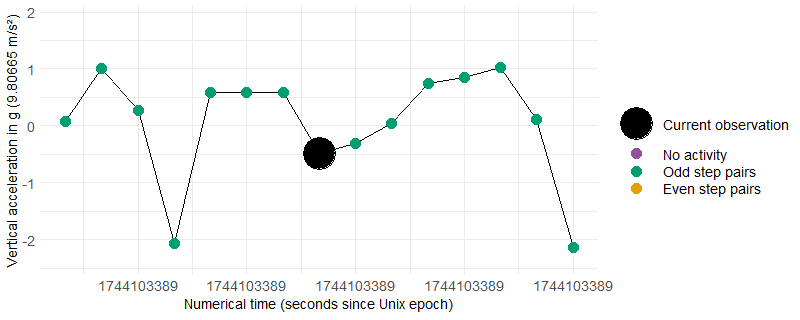 Vertical acceleration in g (9.80665 m/s²)
2
1
0
-1
-2
1744103389 1744103389 1744103389 1744103389 1744103389
Numerical time (seconds since Unix epoch)
Current observation
No activity
Odd step pairs
Even step pairs